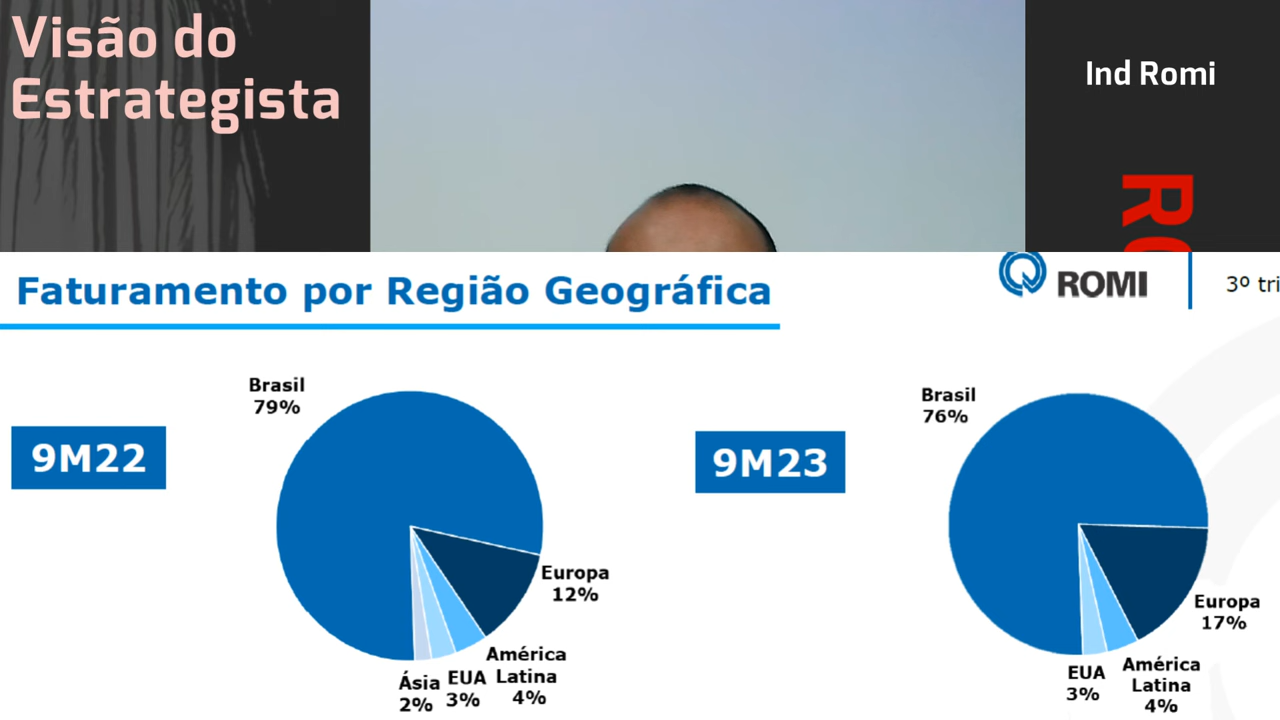 Visão do
Estrategista
Ind Romi
Faturamento por Região Geográfica
ROMI
3º tri
9M22
Brasil
79%
Europa
12%
América
Latina
4%
EUA
3%
Ásia
2%
9M23
Brasil
76%
Europa
17%
América
Latina
4%
EUA
3%